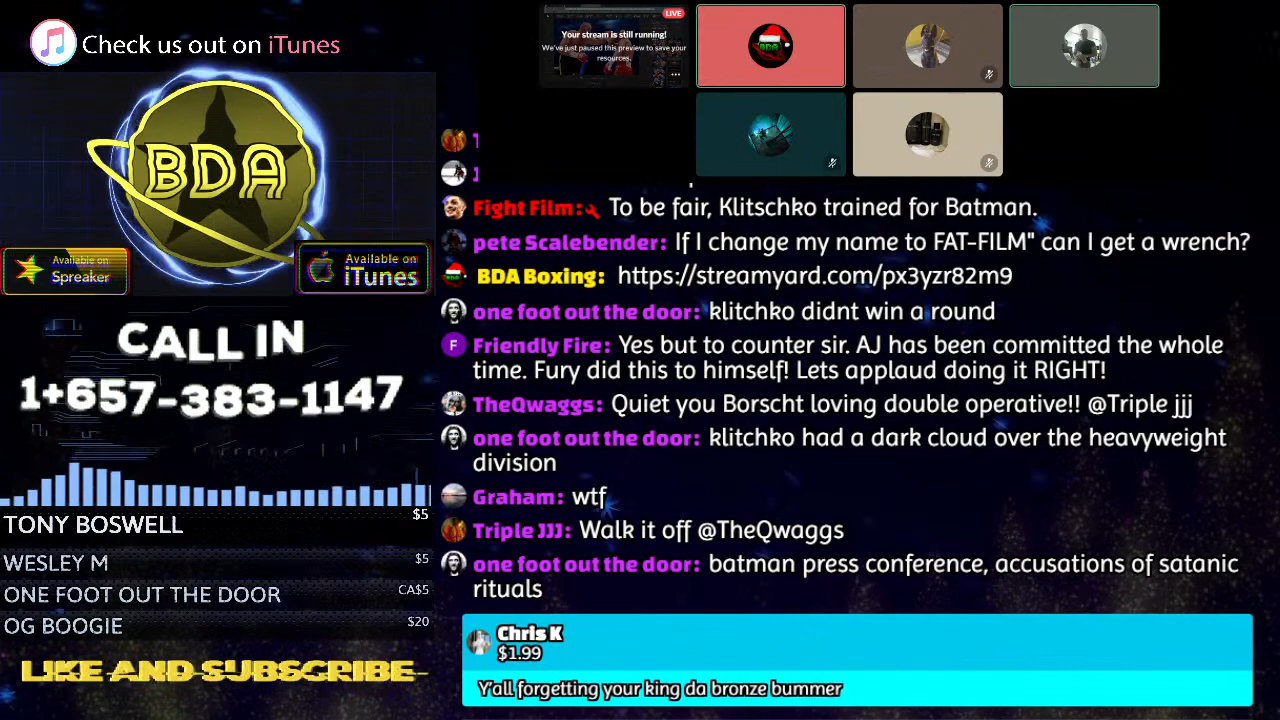 Check us out on iTunes
BDA
Available on
Spreaker
Available on
iTunes
CALL IN
1+657-383-1147
TONY BOSWELL $5
WESLEY M $5
ONE FOOT OUT THE DOOR CA$5
OG BOOGIE $20
LIKE AND SUBSCRIBE
LIVE
Your stream is still running!
We've just paused this preview to save your
resources.
BDA
Fight Film: To be fair, Klitschko trained for Batman.
pete Scalebender: If I change my name to FAT-FILM" can I get a wrench?
BDA Boxing: https://streamyard.com/px3yzr82m9
one foot out the door: klitchko didnt win a round
F Friendly Fire: Yes but to counter sir. AJ has been committed the whole
time. Fury did this to himself! Lets applaud doing it RIGHT!
TheQwaggs: Quiet you Borscht loving double operative!! @Triple jjj
one foot out the door: klitchko had a dark cloud over the heavyweight
division
Graham: wtf
Triple JJJ: Walk it off @TheQwaggs
one foot out the door: batman press conference, accusations of satanic
rituals
Chris K
$1.99
Y'all forgetting your king da bronze bummer